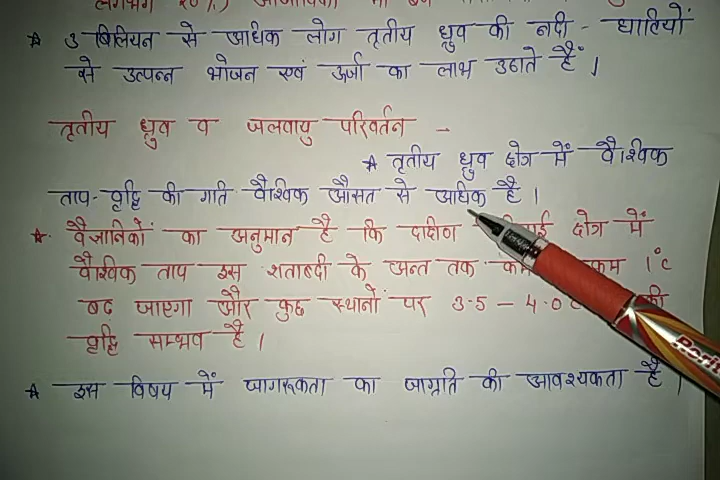 ★ 3 बिलियन से अधिक लोग तृतीय ध्रुव की नदी - घाटियों
से उत्पन्न भोजन एवं ऊर्जा का लाभ उठाते हैं।
तृतीय ध्रुव व जलवायु परिवर्तन -
★ तृतीय ध्रुव क्षेत्र में वैश्विक
ताप-वृद्धि की गति वैश्विक औसत से अधिक है।
★ वैज्ञानिकों का अनुमान है कि दक्षिण क्षेत्र में
वैश्विक ताप इस शताब्दी के अन्त तक कम 1°c
बढ़ जाएगा और कुछ स्थानों पर 3.5 - 4.0 की
वृद्धि सम्भव है।
★ इस विषय में जागरूकता का जाग्रति की आवश्यकता है।